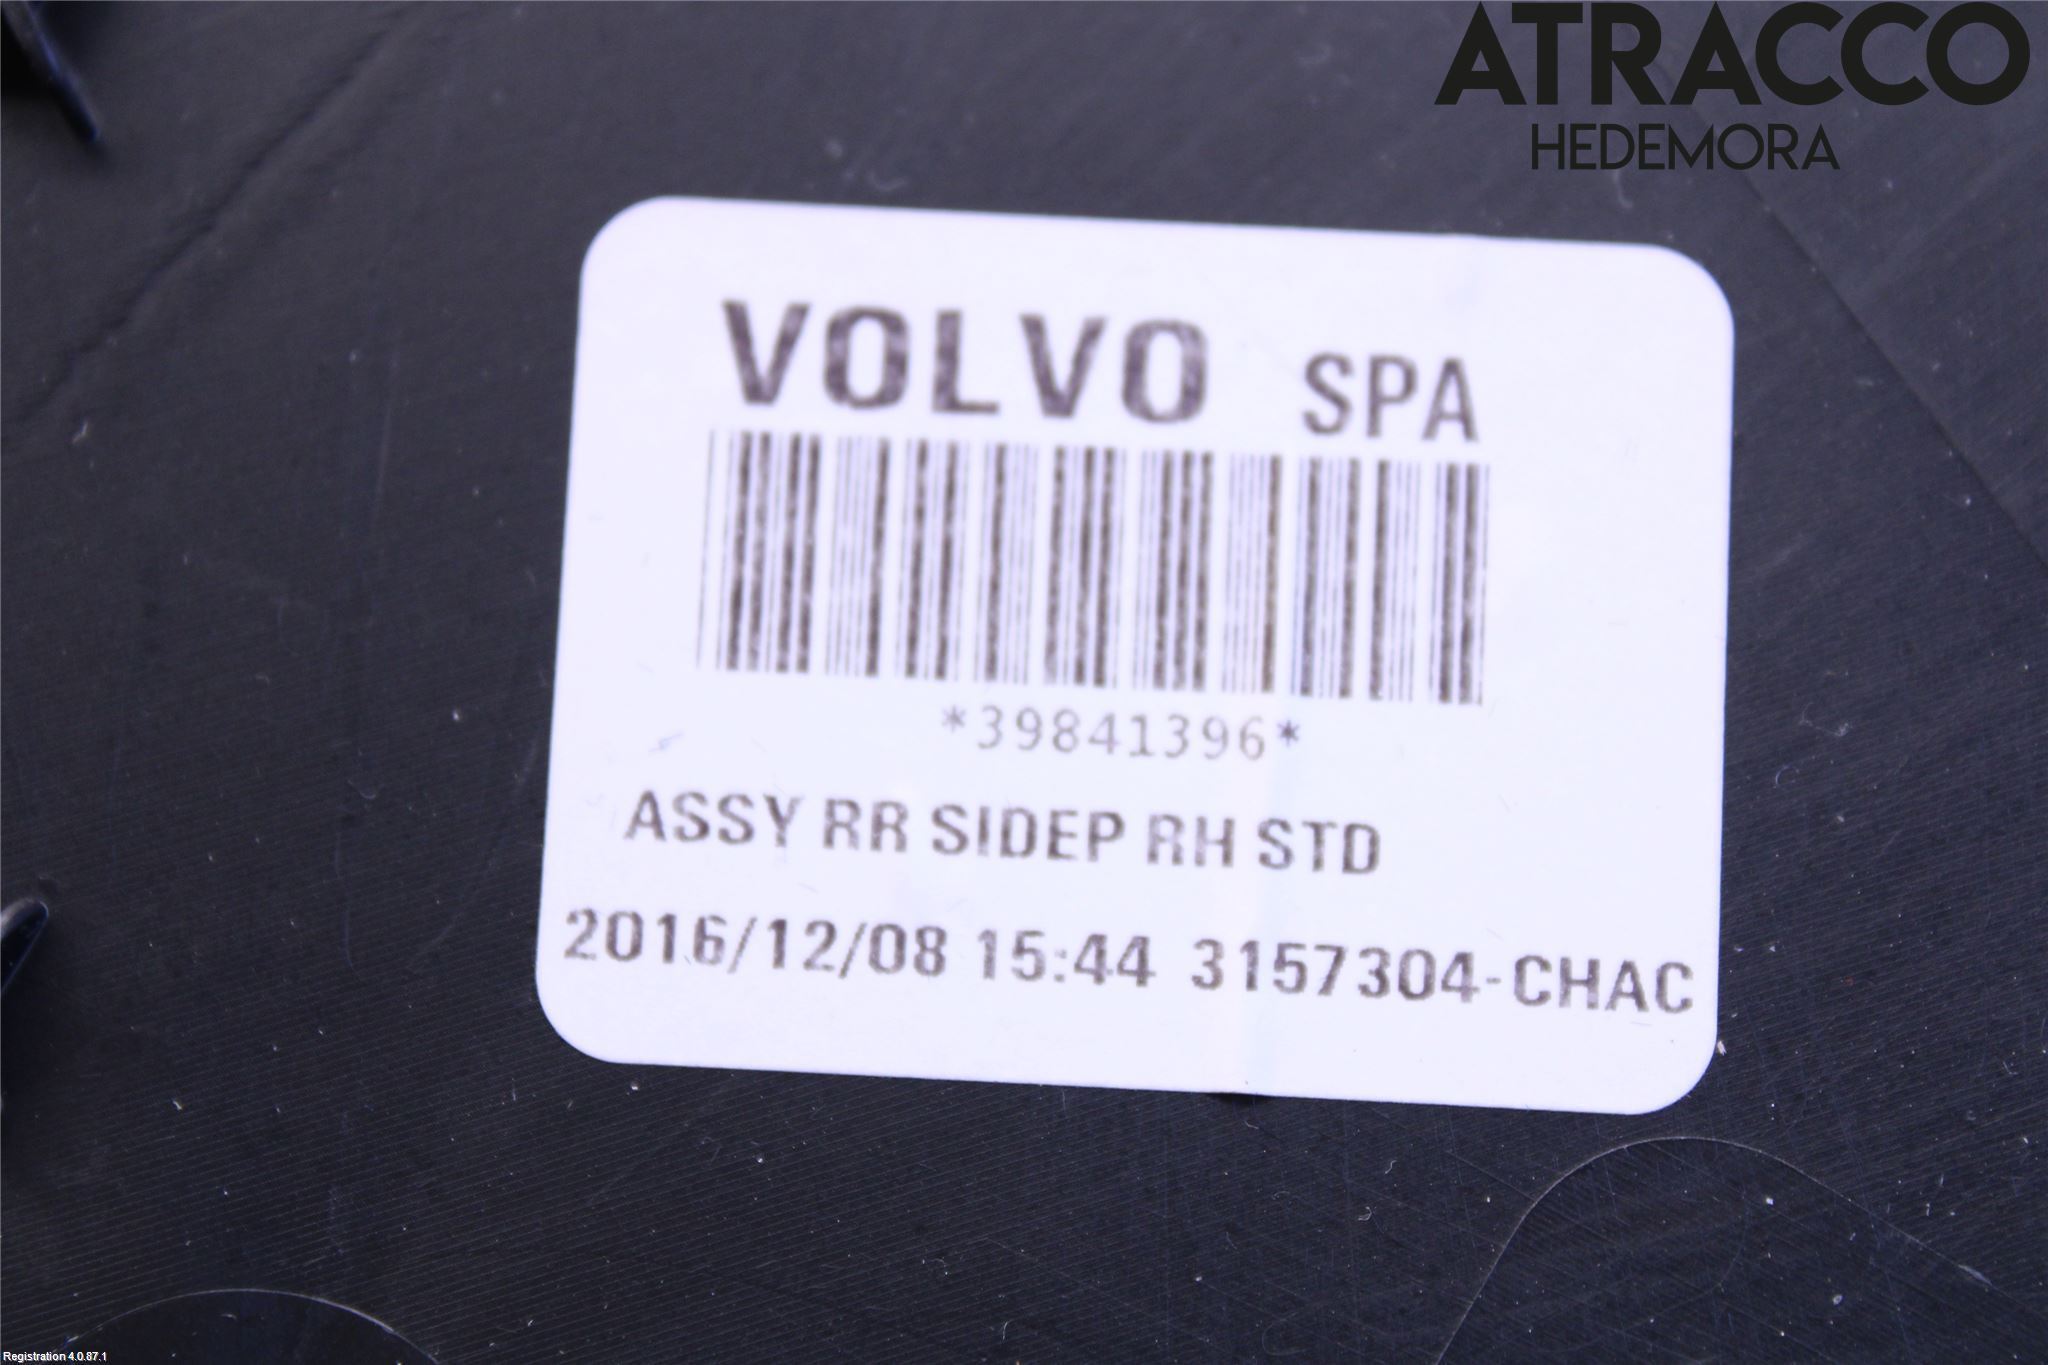 ATRACCO
HEDEMORA
VOLVO SPA
*39841396*
ASSY RR SIDEP RH STD
2016/12/08 15:44 3157304-CHAC
Registration 4.0.87.1